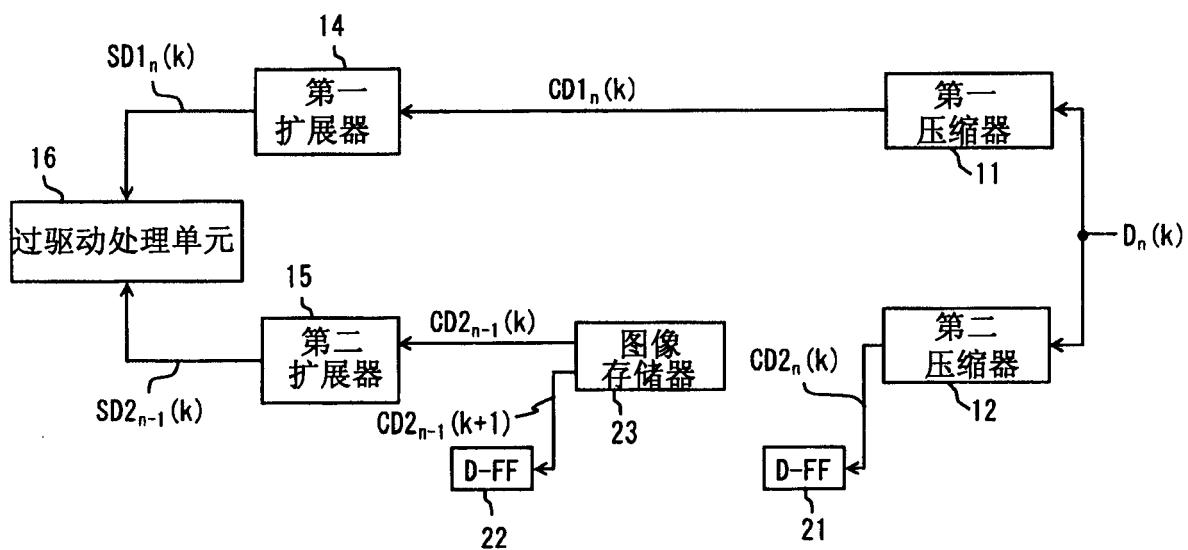 14
SD1n(k)
第一
扩展器
CD1n(k)
第一
压缩器
11
16
过驱动处理单元
Dn(k)
15
第二
扩展器
CD2n-1(k)
图像
存储器
23
CD2n(k)
第二
压缩器
12
SD2n-1(k)
CD2n-1(k+1)
D-FF
22
D-FF
21